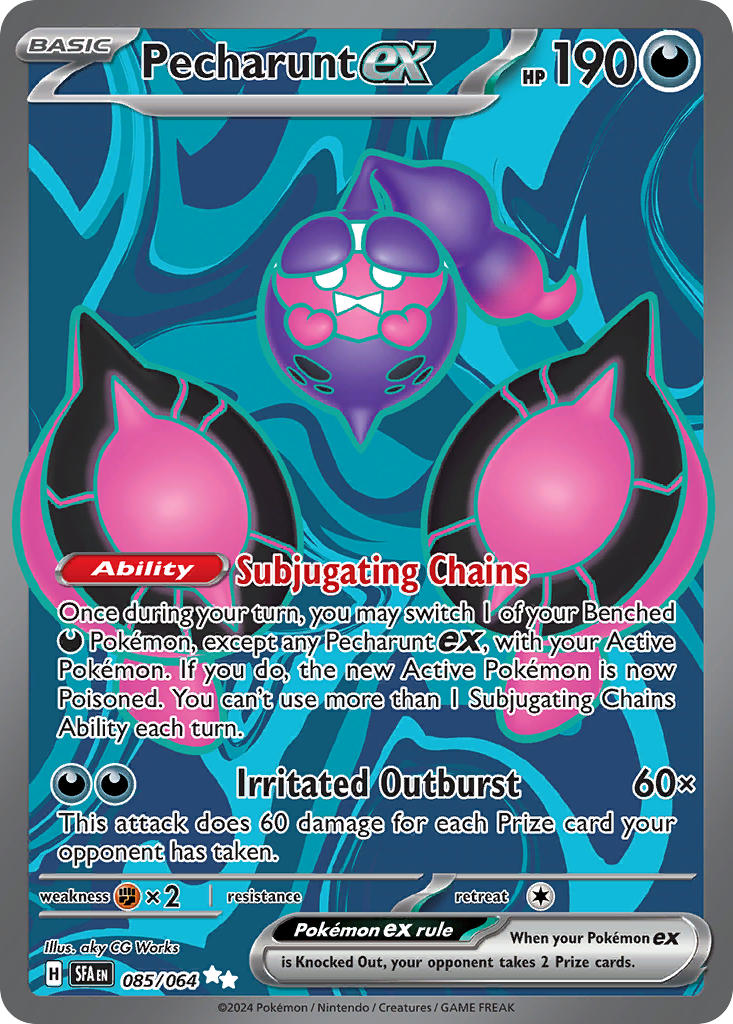 BASIC
Pecharunt ex
HP 190
Ability Subjugating Chains
Once during your turn, you may switch 1 of your Benched
Pokémon, except any Pecharunt ex, with your Active
Pokémon. If you do, the new Active Pokémon is now
Poisoned. You can't use more than 1 Subjugating Chains
Ability each turn.
Irritated Outburst 60×
This attack does 60 damage for each Prize card your
opponent has taken.
weakness ×2 resistance retreat
Pokémon ex rule
When your Pokémon ex
is Knocked Out, your opponent takes 2 Prize cards.
Illus. aky CG Works
H SFA EN 085/064
©2024 Pokémon / Nintendo / Creatures / GAME FREAK